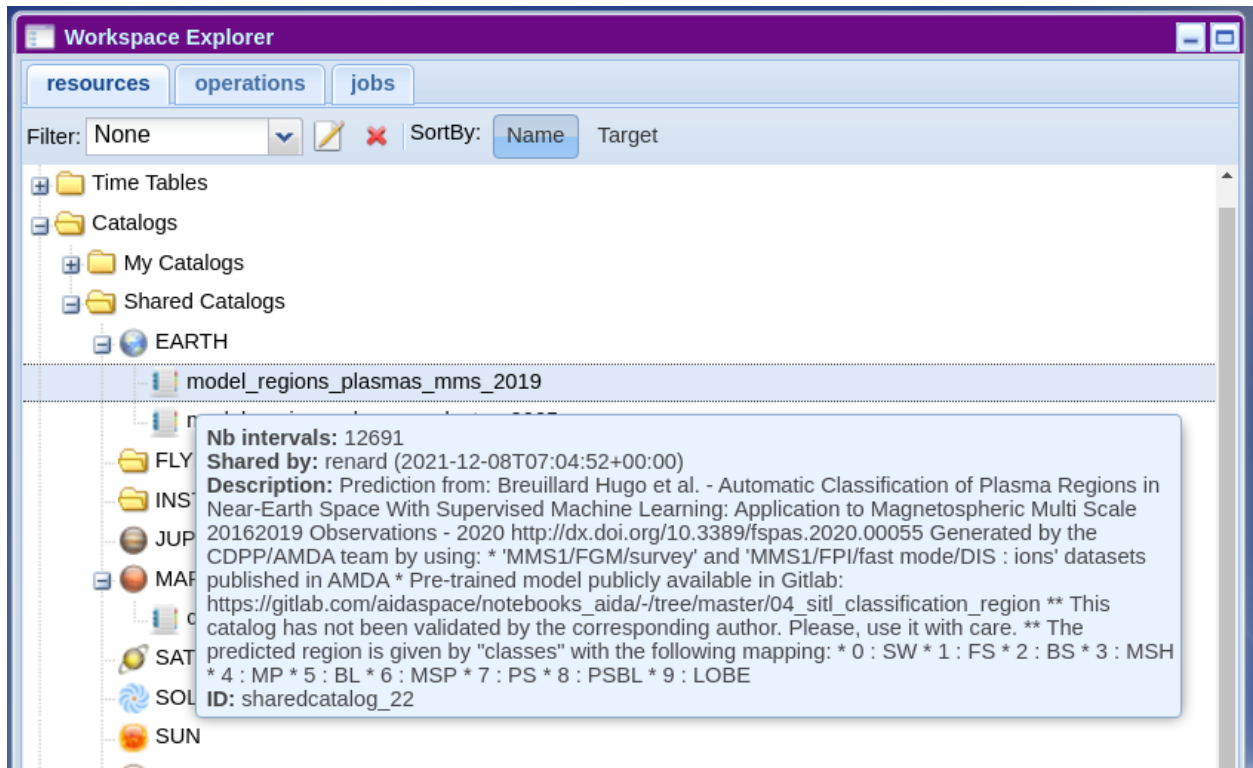 Workspace Explorer
resources operations jobs
Filter: None SortBy: Name Target
Time Tables
Catalogs
My Catalogs
Shared Catalogs
EARTH
model_regions_plasmas_mms_2019
Nb intervals: 12691
FLY
Shared by: renard (2021-12-08T07:04:52+00:00)
Description: Prediction from: Breuillard Hugo et al. - Automatic Classification of Plasma Regions in
INS
Near-Earth Space With Supervised Machine Learning: Application to Magnetospheric Multi Scale
20162019 Observations - 2020 http://dx.doi.org/10.3389/fspas.2020.00055 Generated by the
JUP
CDPP/AMDA team by using: * 'MMS1/FGM/survey' and 'MMS1/FPI/fast mode/DIS : ions' datasets
MAR
published in AMDA * Pre-trained model publicly available in Gitlab:
https://gitlab.com/aidaspace/notebooks_aida/-/tree/master/04_sitl_classification_region ** This
catalog has not been validated by the corresponding author. Please, use it with care. ** The
SAT
predicted region is given by "classes" with the following mapping: * 0 : SW * 1 : FS * 2 : BS * 3 : MSH
* 4 : MP * 5 : BL * 6 : MSP * 7 : PS * 8 : PSBL * 9 : LOBE
SOL
ID: sharedcatalog_22
SUN